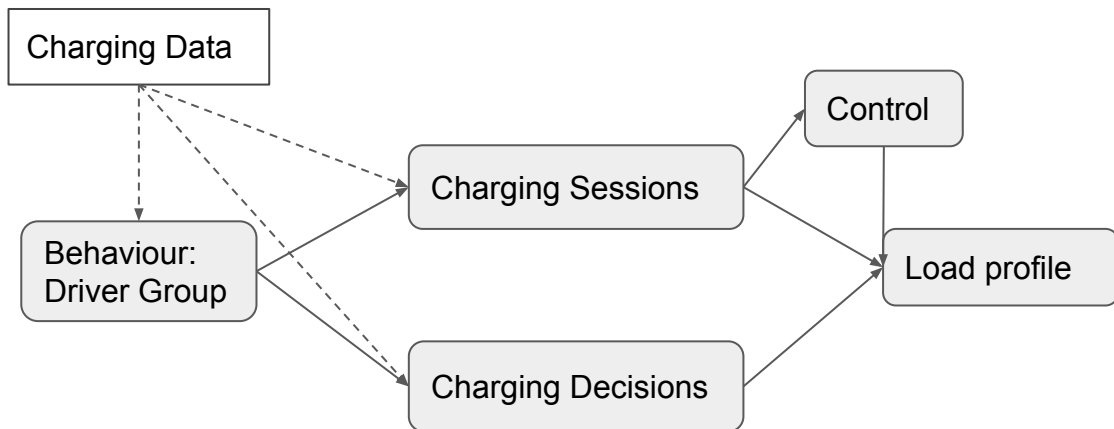 Charging Data
Control
Charging Sessions
Behaviour:
Driver Group
Load profile
Charging Decisions